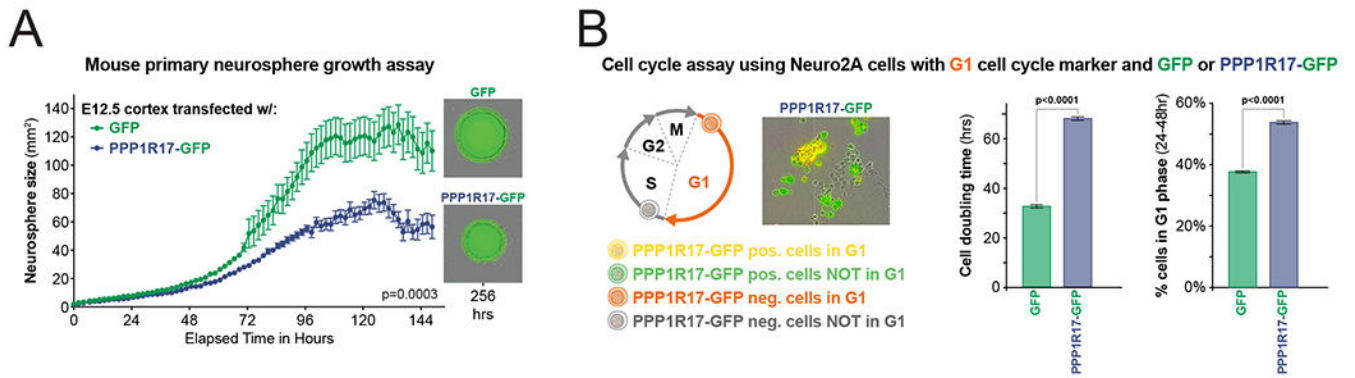 A
Mouse primary neurosphere growth assay
Neurosphere size (mm²)
140
120
100
80
60
40
20
0
E12.5 cortex transfected w/:
GFP
PPP1R17-GFP
p=0.0003
0
24
48
72
96
120
144
Elapsed Time in Hours
GFP
PPP1R17-GFP
256
hrs
B
Cell cycle assay using Neuro2A cells with G1 cell cycle marker and GFP or PPP1R17-GFP
M
G2
S
G1
PPP1R17-GFP
PPP1R17-GFP pos. cells in G1
PPP1R17-GFP pos. cells NOT in G1
PPP1R17-GFP neg. cells in G1
PPP1R17-GFP neg. cells NOT in G1
Cell doubling time (hrs)
60
40
20
0
p<0.0001
GFP
PPP1R17-GFP
% cells in G1 phase (24-48hr)
60%
40%
20%
0
p<0.0001
GFP
PPP1R17-GFP